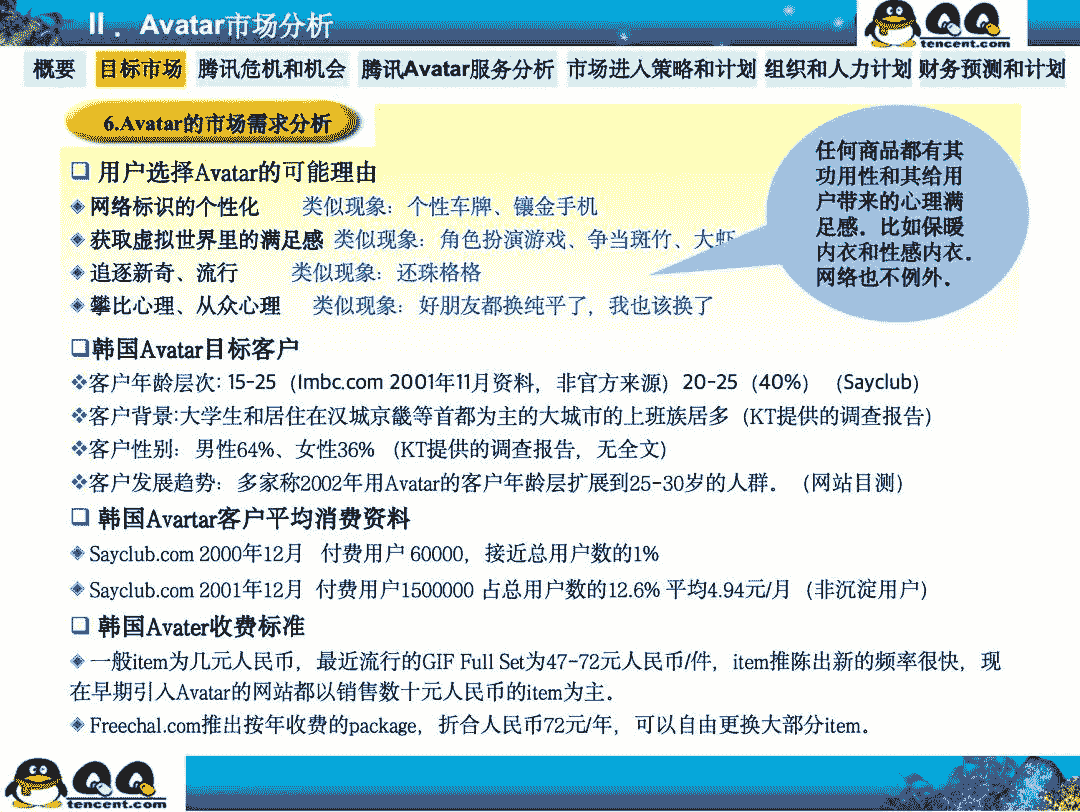 II．Avatar市场分析
QQ
tencent.com
概要 目标市场 腾讯危机和机会 腾讯Avatar服务分析 市场进入策略和计划 组织和人力计划 财务预测和计划
6.Avatar的市场需求分析
任何商品都有其
功用性和其给用
户带来的心理满
足感。比如保暖
内衣和性感内衣．
网络也不例外．
❑ 用户选择Avatar的可能理由
◈ 网络标识的个性化 类似现象：个性车牌、镶金手机
◈ 获取虚拟世界里的满足感 类似现象：角色扮演游戏、争当斑竹、大虾
◈ 追逐新奇、流行 类似现象：还珠格格
◈ 攀比心理、从众心理 类似现象：好朋友都换纯平了，我也该换了
❑韩国Avatar目标客户
❖客户年龄层次：15-25（Imbc.com 2001年11月资料，非官方来源）20-25（40%）（Sayclub）
❖客户背景:大学生和居住在汉城京畿等首都为主的大城市的上班族居多（KT提供的调查报告）
❖客户性别：男性64%、女性36%（KT提供的调查报告，无全文）
❖客户发展趋势：多家称2002年用Avatar的客户年龄层扩展到25-30岁的人群。（网站目测）
❑ 韩国Avartar客户平均消费资料
◈ Sayclub.com 2000年12月 付费用户 60000，接近总用户数的1%
◈ Sayclub.com 2001年12月 付费用户1500000 占总用户数的12.6% 平均4.94元/月（非沉淀用户）
❑ 韩国Avater收费标准
◈ 一般item为几元人民币，最近流行的GIF Full Set为47-72元人民币/件，item推陈出新的频率很快，现
在早期引入Avatar的网站都以销售数十元人民币的item为主。
◈ Freechal.com推出按年收费的package，折合人民币72元/年，可以自由更换大部分item。
QQ
tencent.com